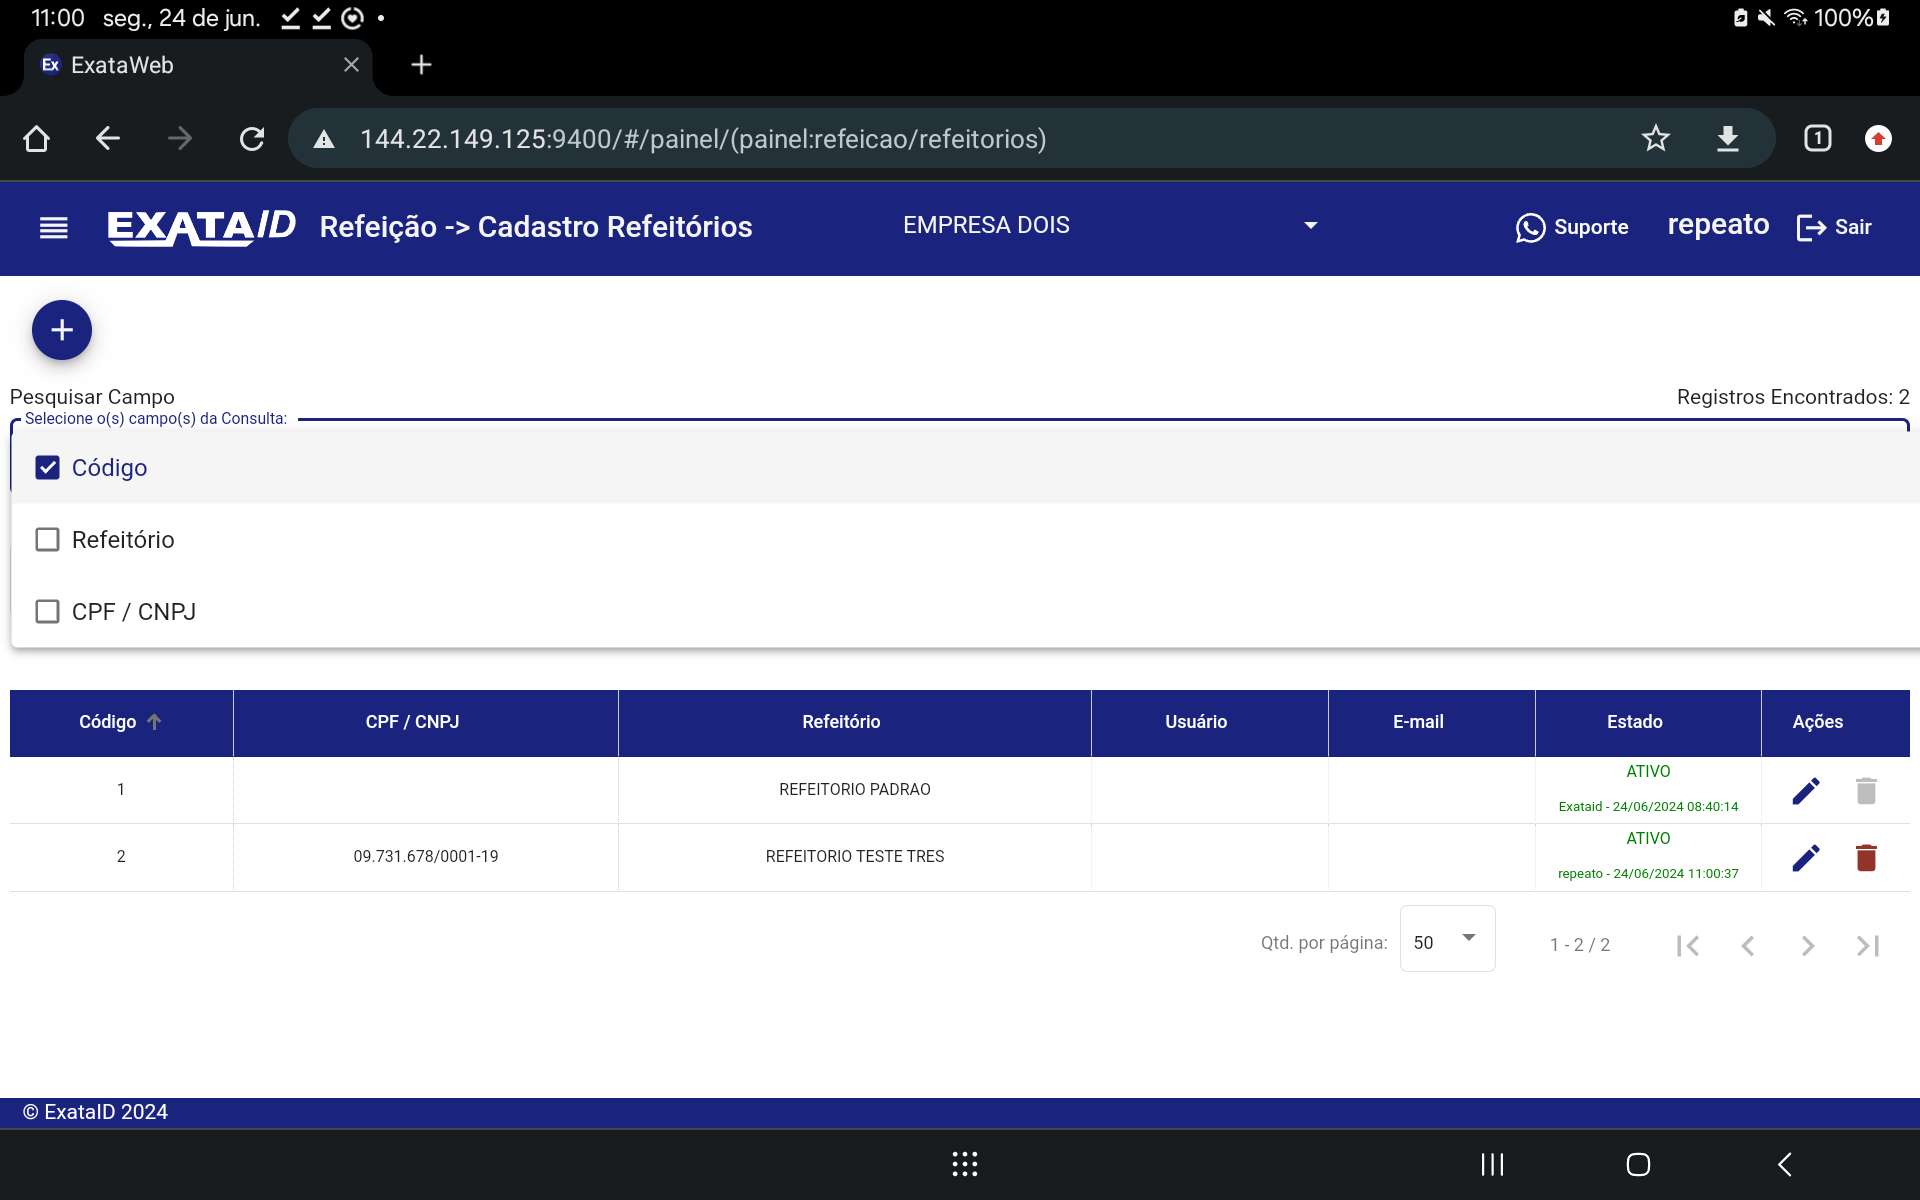 11:00 seg., 24 de jun. 100%
Ex ExataWeb
144.22.149.125:9400/#/painel/(painel:refeicao/refeitorios) 1
EXATAID Refeição -> Cadastro Refeitórios EMPRESA DOIS Suporte repeato Sair
Pesquisar Campo Registros Encontrados: 2
Selecione o(s) campo(s) da Consulta:
Código
Refeitório
CPF / CNPJ
Código CPF / CNPJ Refeitório Usuário E-mail Estado Ações
1 REFEITORIO PADRAO ATIVO
Exataid - 24/06/2024 08:40:14
2 09.731.678/0001-19 REFEITORIO TESTE TRES ATIVO
repeato - 24/06/2024 11:00:37
Qtd. por página: 50 1 - 2 / 2
© ExataID 2024